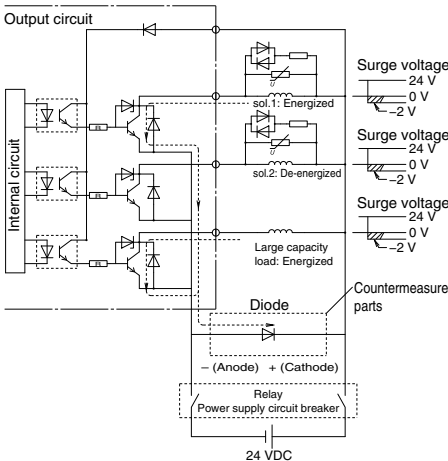 Output circuit
Internal circuit
sol.1: Energized
sol.2: De-energized
Large capacity
load: Energized
Surge voltage
24 V
0 V
–2 V
Surge voltage
24 V
0 V
–2 V
Surge voltage
24 V
0 V
–2 V
Countermeasure
parts
Diode
– (Anode) + (Cathode)
Relay
Power supply circuit breaker
24 VDC